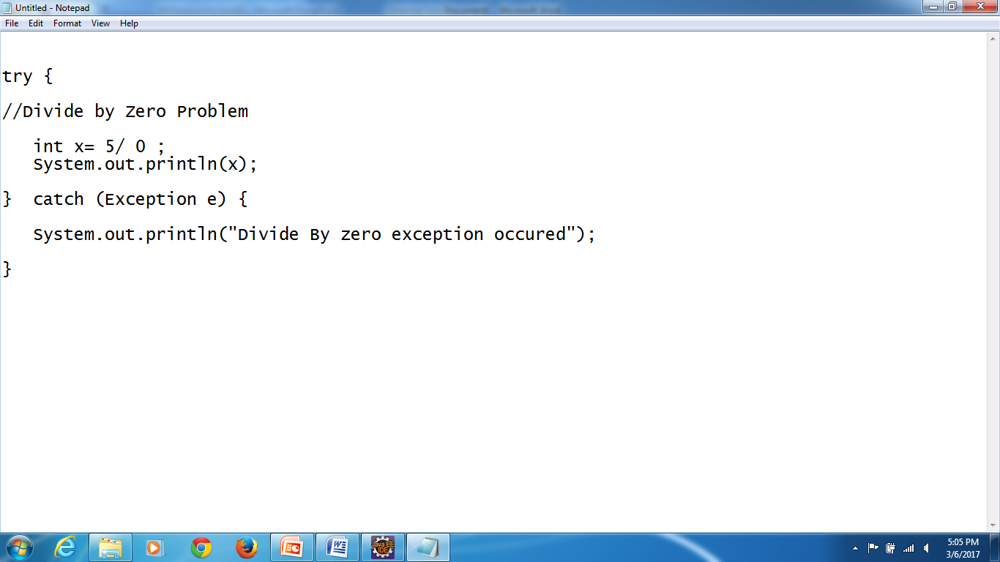 Untitled - Notepad
File Edit Format View Help
try {
//Divide by Zero Problem
int x= 5/ 0 ;
System.out.println(x);
} catch (Exception e) {
System.out.println("Divide By zero exception occured");
}
Java EE
IDE
5:05 PM
3/6/2017